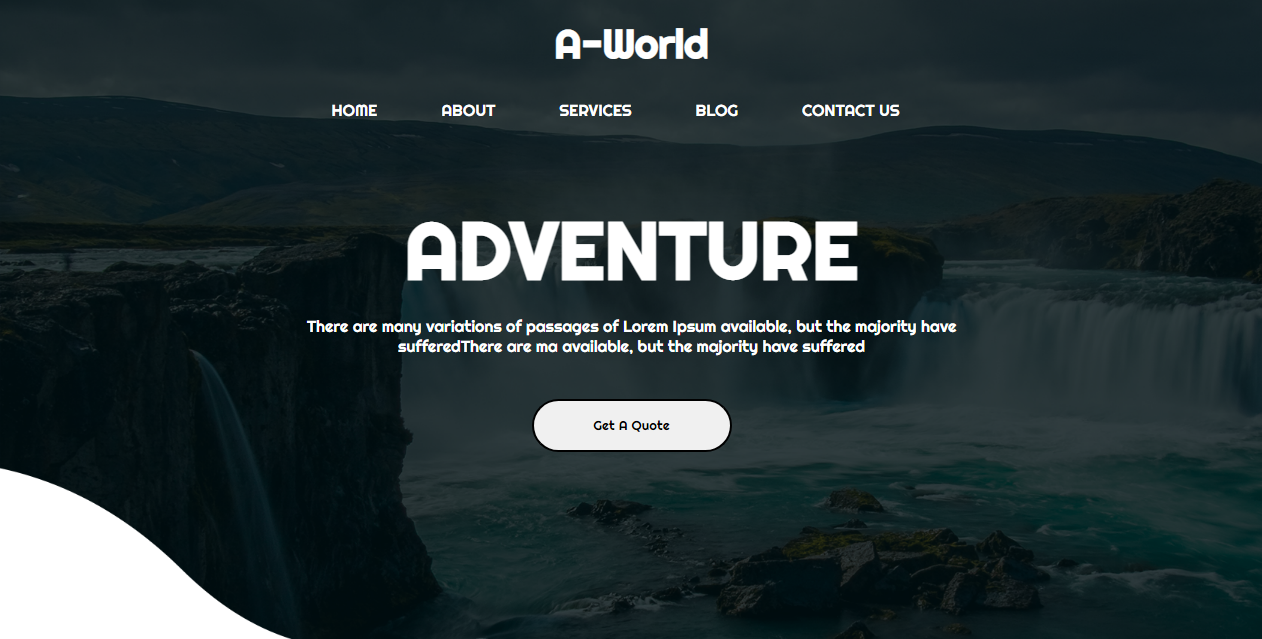 A-World
HOME ABOUT SERVICES BLOG CONTACT US
ADVENTURE
There are many variations of passages of Lorem Ipsum available, but the majority have
sufferedThere are ma available, but the majority have suffered
Get A Quote